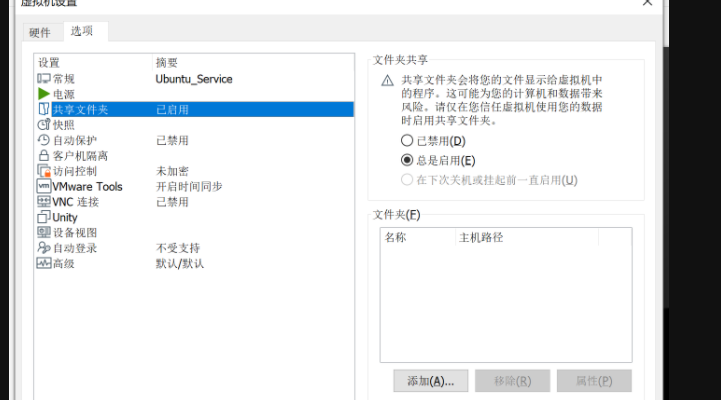 虚拟机设置
硬件 选项
设置 摘要
常规 Ubuntu_Service
电源
共享文件夹 已启用
快照
自动保护 已禁用
客户机隔离
访问控制 未加密
VMware Tools 开启时间同步
VNC 连接 已禁用
Unity
设备视图
自动登录 不受支持
高级 默认/默认
文件夹共享
共享文件夹会将您的文件显示给虚拟机中
的程序。这可能为您的计算机和数据带来
风险。请仅在您信任虚拟机使用您的数据
时启用共享文件夹。
已禁用(D)
总是启用(E)
在下次关机或挂起前一直启用(U)
文件夹(F)
名称 主机路径
添加(A)... 移除(R) 属性(P)